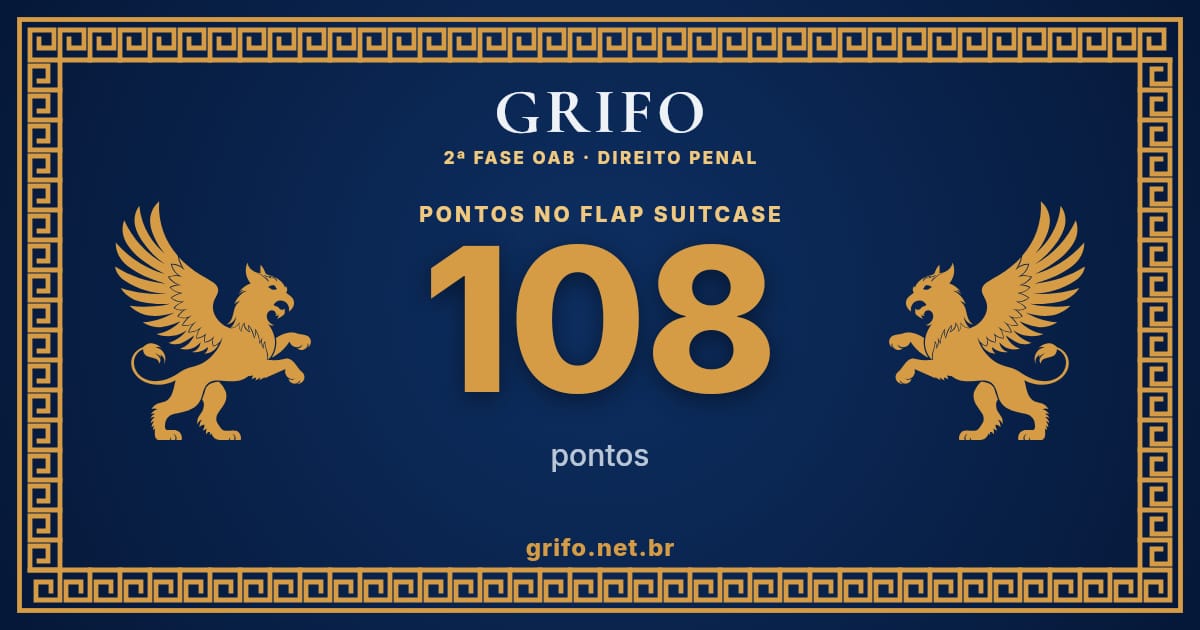 GRIFO
2ª FASE OAB · DIREITO PENAL
PONTOS NO FLAP SUITCASE
108
pontos
grifo.net.br